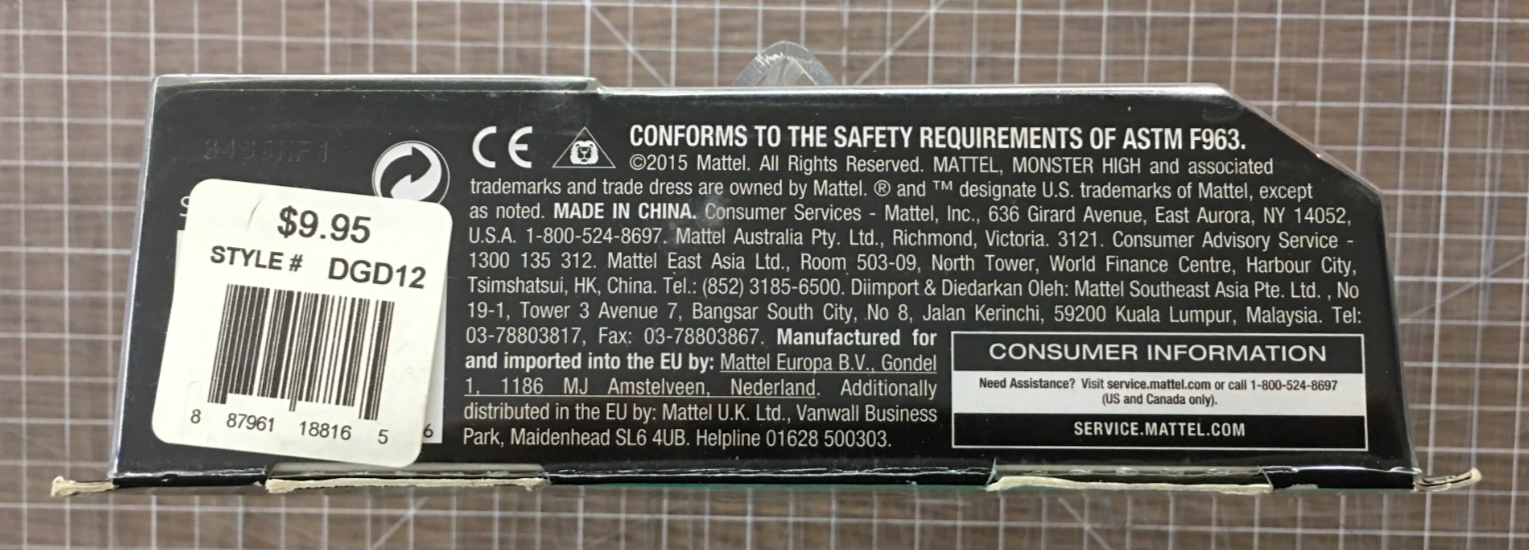 CE CONFORMS TO THE SAFETY REQUIREMENTS OF ASTM F963.
©2015 Mattel. All Rights Reserved. MATTEL, MONSTER HIGH and associated
trademarks and trade dress are owned by Mattel. ® and ™ designate U.S. trademarks of Mattel, except
as noted. MADE IN CHINA. Consumer Services - Mattel, Inc., 636 Girard Avenue, East Aurora, NY 14052,
U.S.A. 1-800-524-8697. Mattel Australia Pty. Ltd., Richmond, Victoria. 3121. Consumer Advisory Service -
1300 135 312. Mattel East Asia Ltd., Room 503-09, North Tower, World Finance Centre, Harbour City,
Tsimshatsui, HK, China. Tel.: (852) 3185-6500. Diimport & Diedarkan Oleh: Mattel Southeast Asia Pte. Ltd. , No
19-1, Tower 3 Avenue 7, Bangsar South City, No 8, Jalan Kerinchi, 59200 Kuala Lumpur, Malaysia. Tel:
03-78803817, Fax: 03-78803867. Manufactured for
and imported into the EU by: Mattel Europa B.V., Gondel
1, 1186 MJ Amstelveen, Nederland. Additionally
distributed in the EU by: Mattel U.K. Ltd., Vanwall Business
Park, Maidenhead SL6 4UB. Helpline 01628 500303.
CONSUMER INFORMATION
Need Assistance? Visit service.mattel.com or call 1-800-524-8697
(US and Canada only).
SERVICE.MATTEL.COM
$9.95
STYLE # DGD12
8 87961 18816 5
6